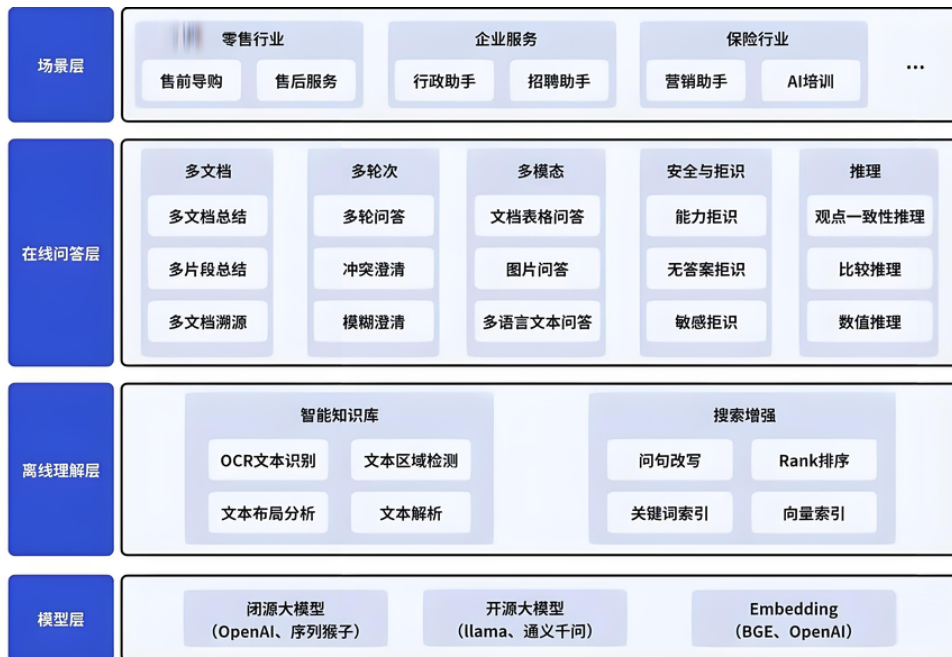 场景层
零售行业
售前导购
售后服务
企业服务
行政助手
招聘助手
保险行业
营销助手
AI培训
...
在线问答层
多文档
多文档总结
多片段总结
多文档溯源
多轮次
多轮问答
冲突澄清
模糊澄清
多模态
文档表格问答
图片问答
多语言文本问答
安全与拒识
能力拒识
无答案拒识
敏感拒识
推理
观点一致性推理
比较推理
数值推理
离线理解层
智能知识库
OCR文本识别
文本区域检测
文本布局分析
文本解析
搜索增强
问句改写
Rank排序
关键词索引
向量索引
模型层
闭源大模型
(OpenAI、序列猴子)
开源大模型
(llama、通义千问)
Embedding
(BGE、OpenAI)